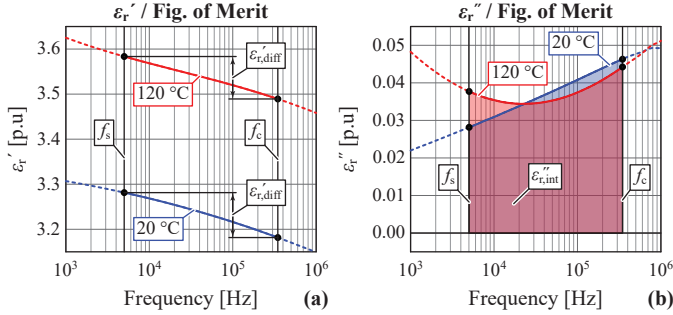 εr′ / Fig. of Merit
3.6
3.5
3.3
3.2
εr′ [p.u]
120 °C
ε′r,diff
fs
fc
ε′r,diff
20 °C
10³ 10⁴ 10⁵ 10⁶
Frequency [Hz] (a)
εr″ / Fig. of Merit
0.05
0.04
0.03
0.02
0.01
0.00
εr″ [p.u]
20 °C
120 °C
fs
ε″r,int
fc
10³ 10⁴ 10⁵ 10⁶
Frequency [Hz] (b)